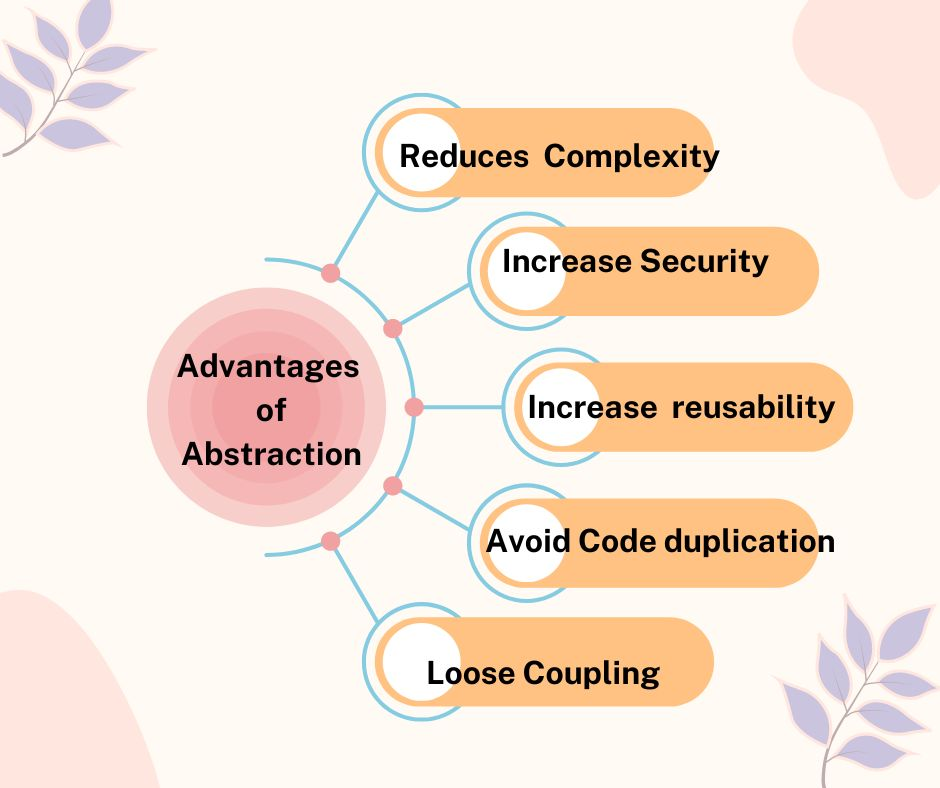 Reduces Complexity
Increase Security
Advantages
of
Abstraction
Increase reusability
Avoid Code duplication
Loose Coupling